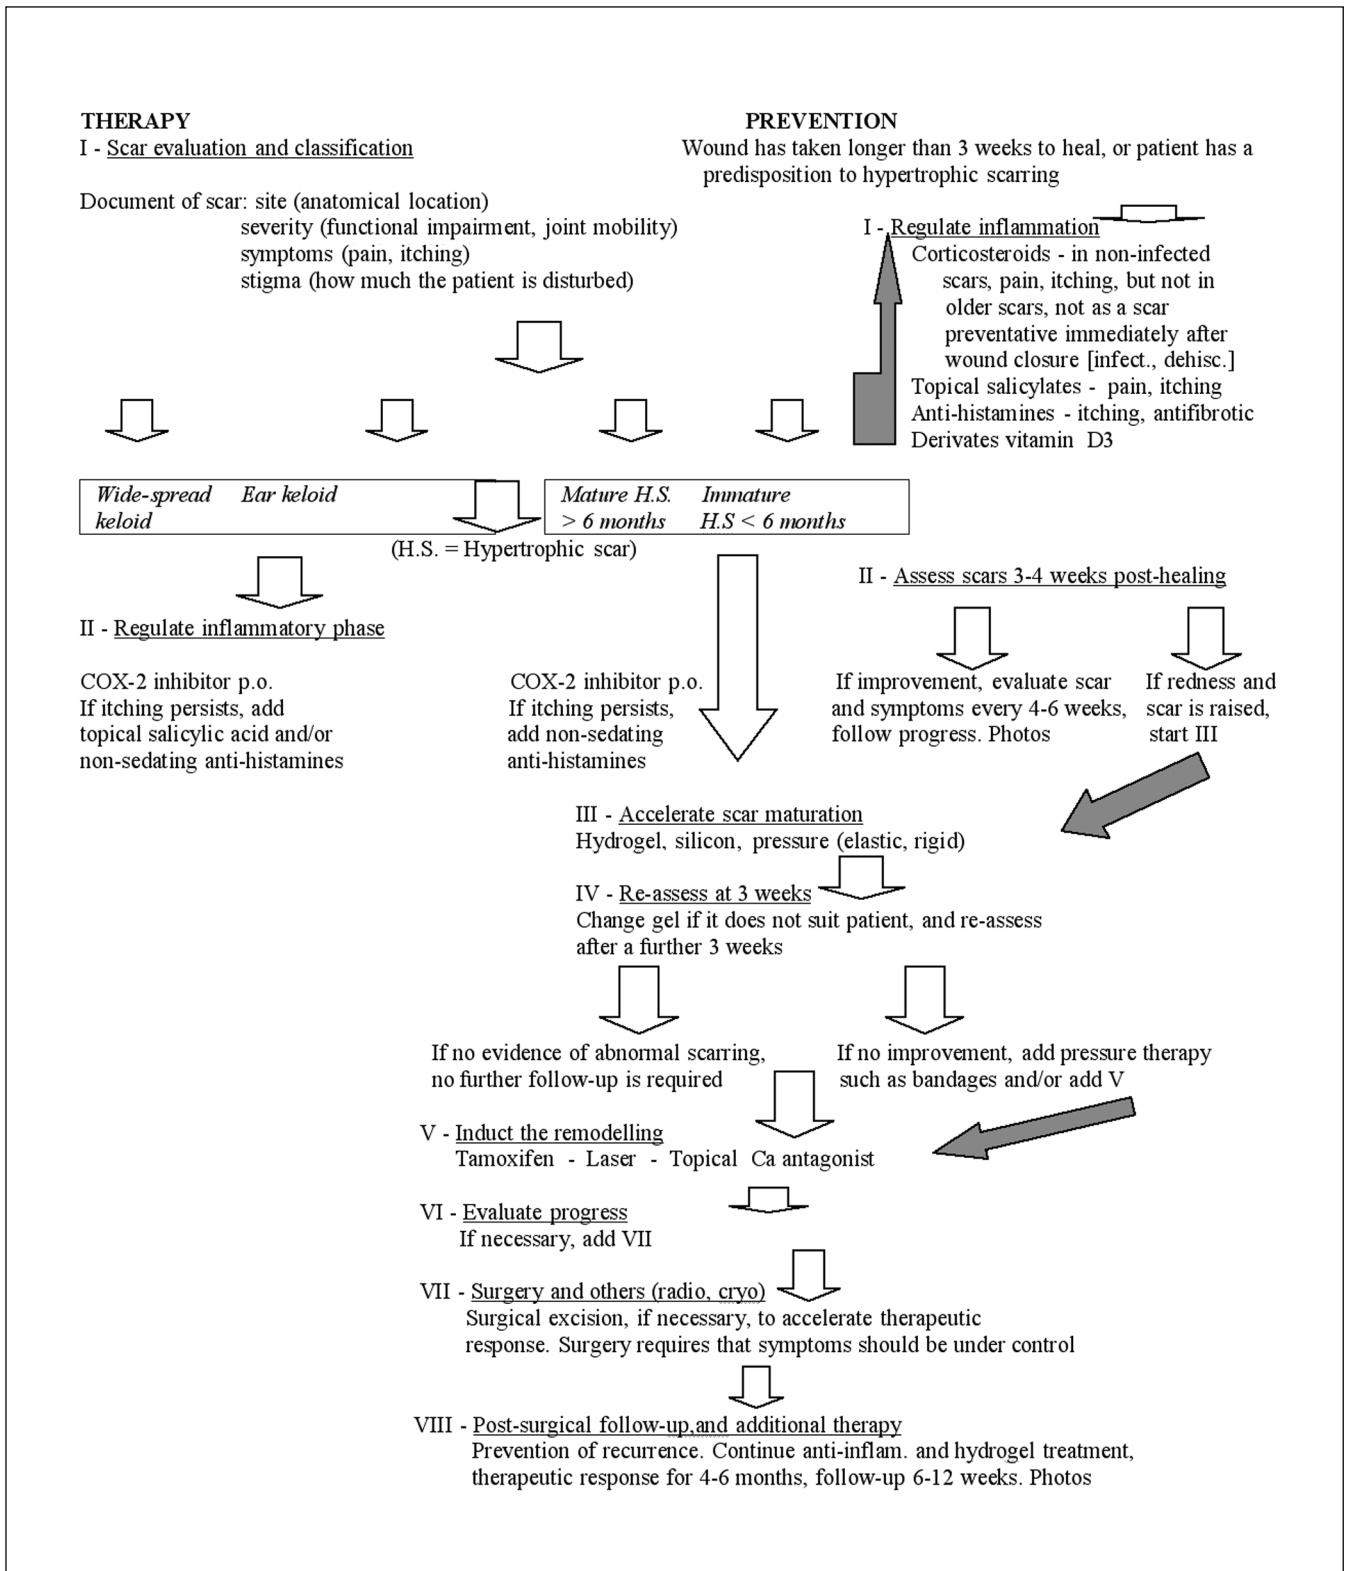 THERAPY
I - Scar evaluation and classification
Document of scar: site (anatomical location)
severity (functional impairment, joint mobility)
symptoms (pain, itching)
stigma (how much the patient is disturbed)
PREVENTION
Wound has taken longer than 3 weeks to heal, or patient has a
predisposition to hypertrophic scarring
I - Regulate inflammation
Corticosteroids - in non-infected
scars, pain, itching, but not in
older scars, not as a scar
preventative immediately after
wound closure [infect., dehisc.]
Topical salicylates - pain, itching
Anti-histamines - itching, antifibrotic
Derivates vitamin D3
Wide-spread
keloid
Ear keloid
Mature H.S.
> 6 months
Immature
H.S < 6 months
(H.S. = Hypertrophic scar)
II - Regulate inflammatory phase
COX-2 inhibitor p.o.
If itching persists, add
topical salicylic acid and/or
non-sedating anti-histamines
COX-2 inhibitor p.o.
If itching persists,
add non-sedating
anti-histamines
II - Assess scars 3-4 weeks post-healing
If improvement, evaluate scar
and symptoms every 4-6 weeks,
follow progress. Photos
If redness and
scar is raised,
start III
III - Accelerate scar maturation
Hydrogel, silicon, pressure (elastic, rigid)
IV - Re-assess at 3 weeks
Change gel if it does not suit patient, and re-assess
after a further 3 weeks
If no evidence of abnormal scarring,
no further follow-up is required
If no improvement, add pressure therapy
such as bandages and/or add V
V - Induct the remodelling
Tamoxifen - Laser - Topical Ca antagonist
VI - Evaluate progress
If necessary, add VII
VII - Surgery and others (radio, cryo)
Surgical excision, if necessary, to accelerate therapeutic
response. Surgery requires that symptoms should be under control
VIII - Post-surgical follow-up,and additional therapy
Prevention of recurrence. Continue anti-inflam. and hydrogel treatment,
therapeutic response for 4-6 months, follow-up 6-12 weeks. Photos